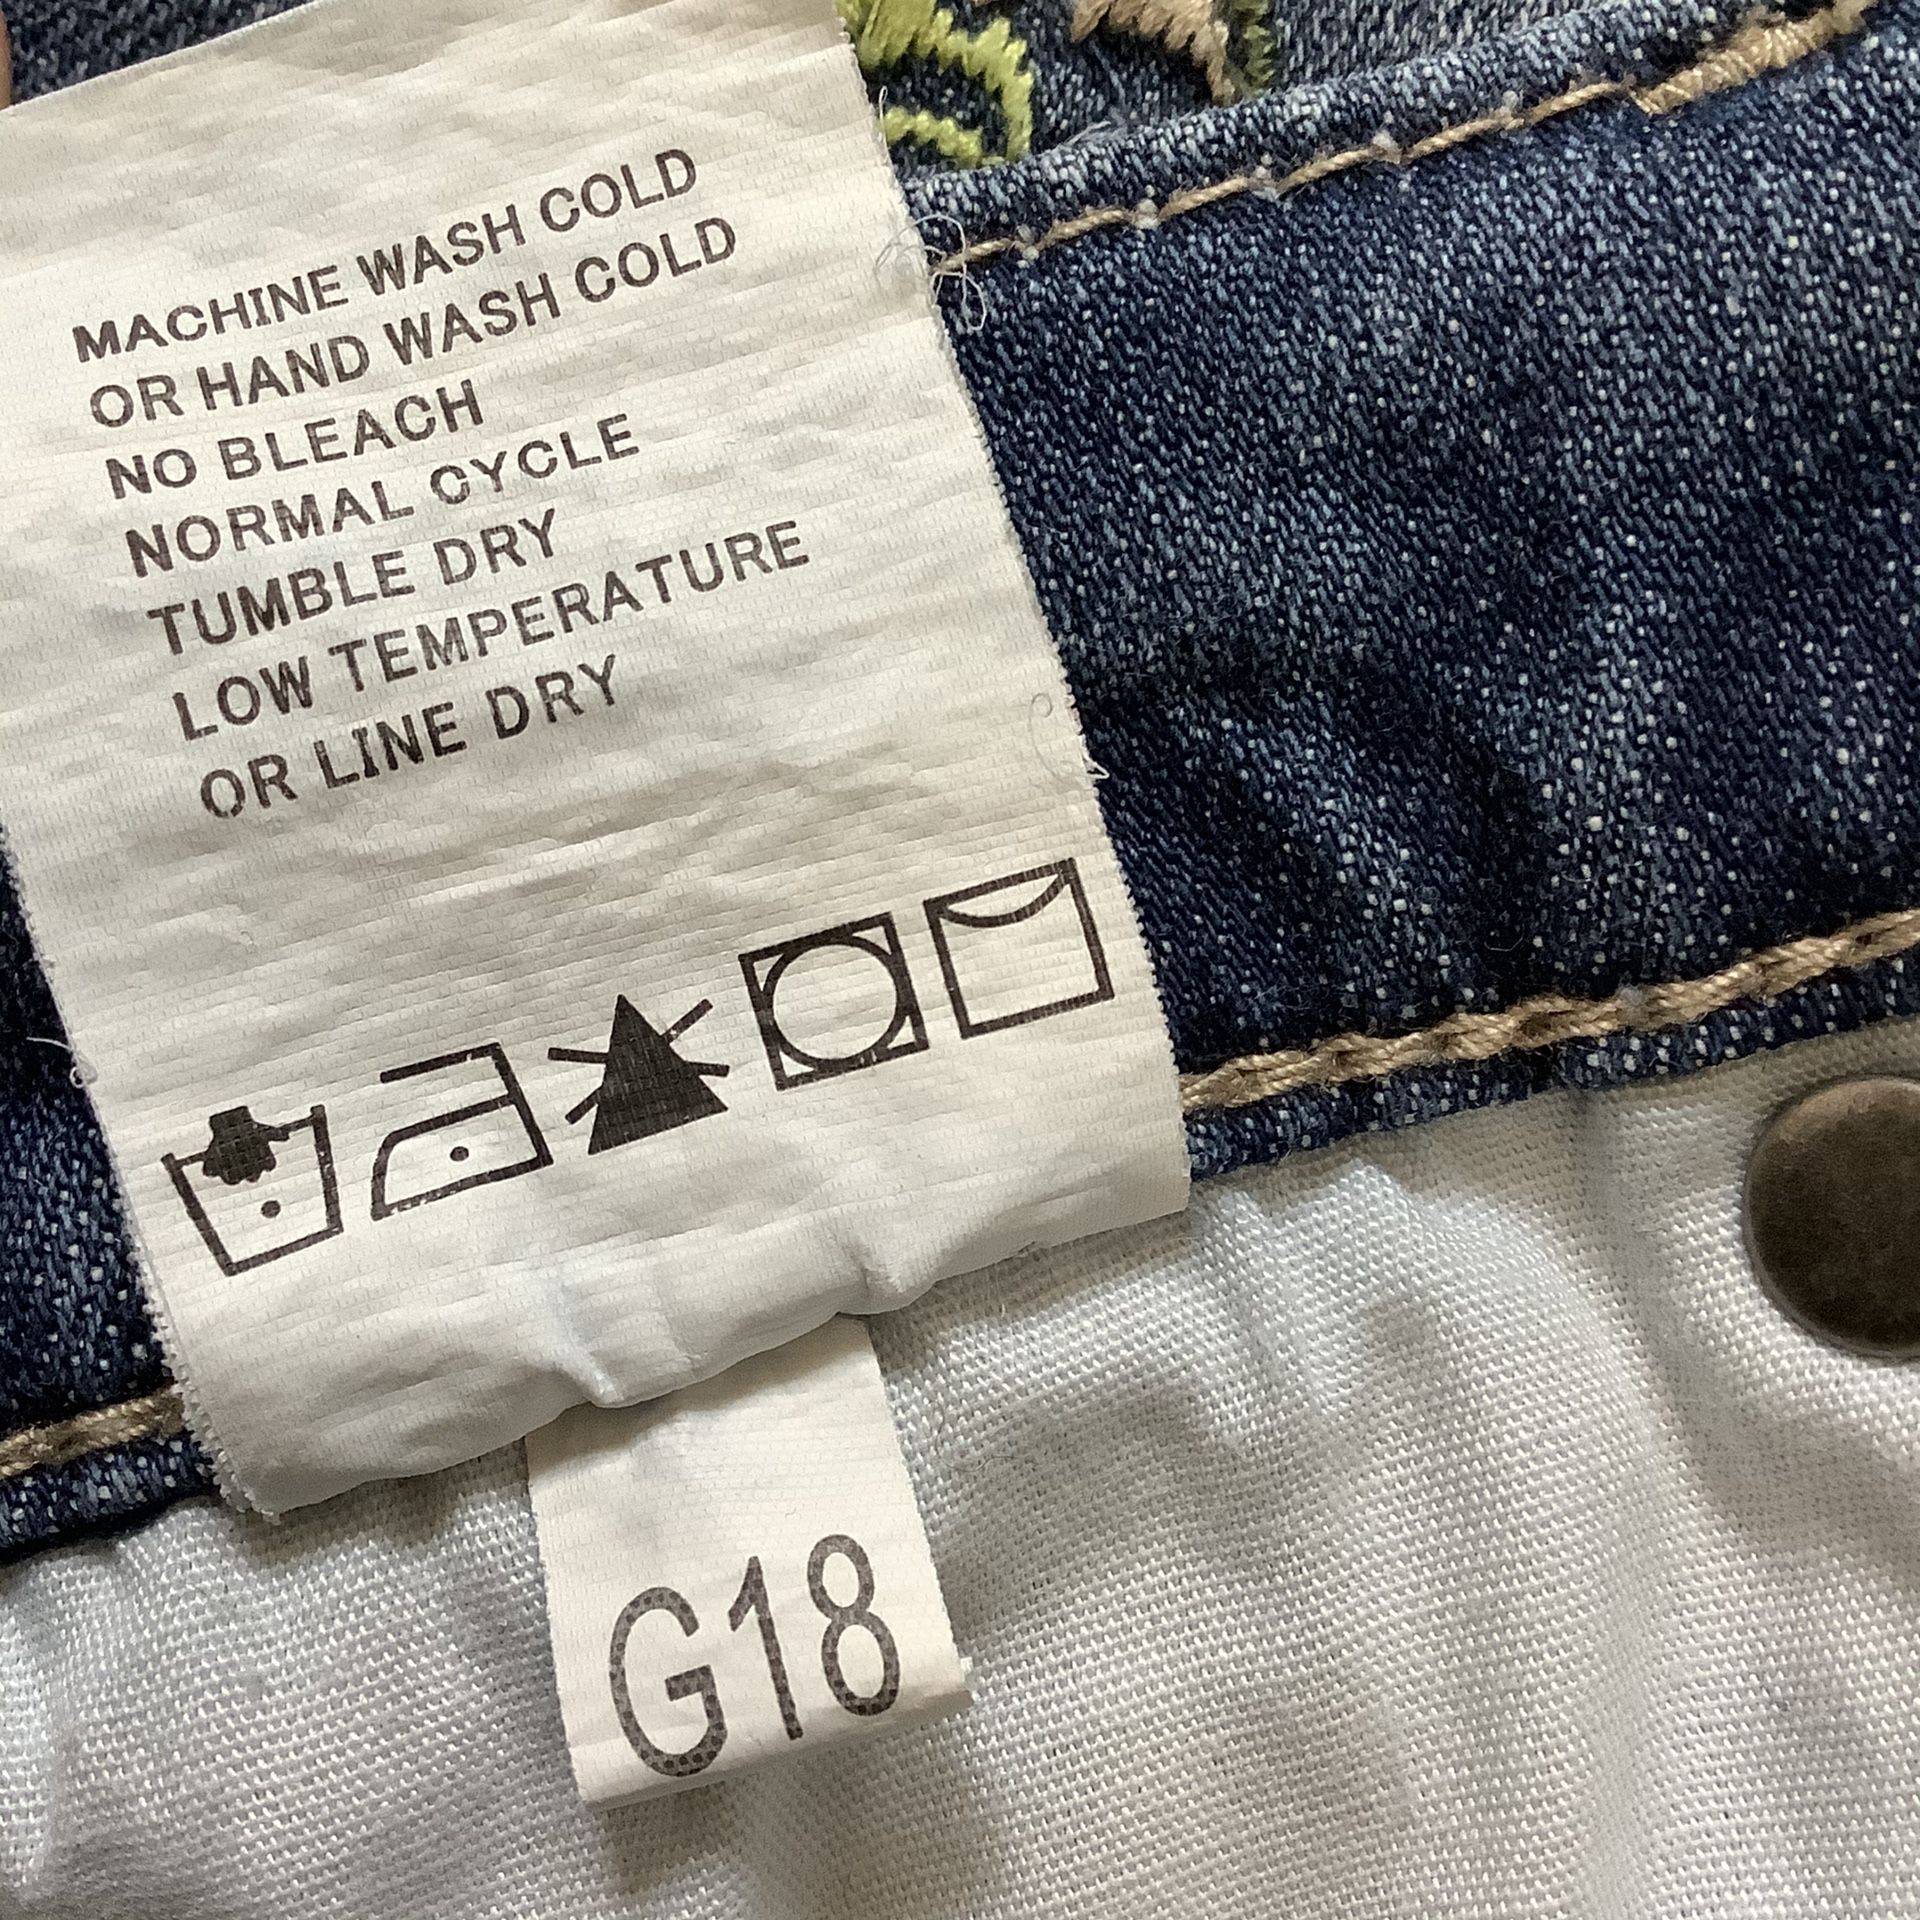 MACHINE WASH COLD
OR HAND WASH COLD
NO BLEACH
NORMAL CYCLE
TUMBLE DRY
LOW TEMPERATURE
OR LINE DRY
G18